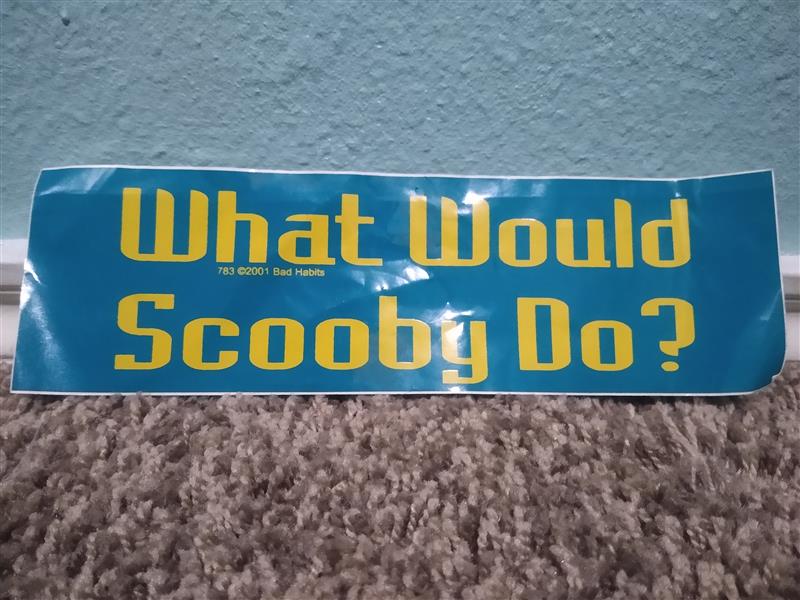 What Would
783 ©2001 Bad Habits
Scooby Do?